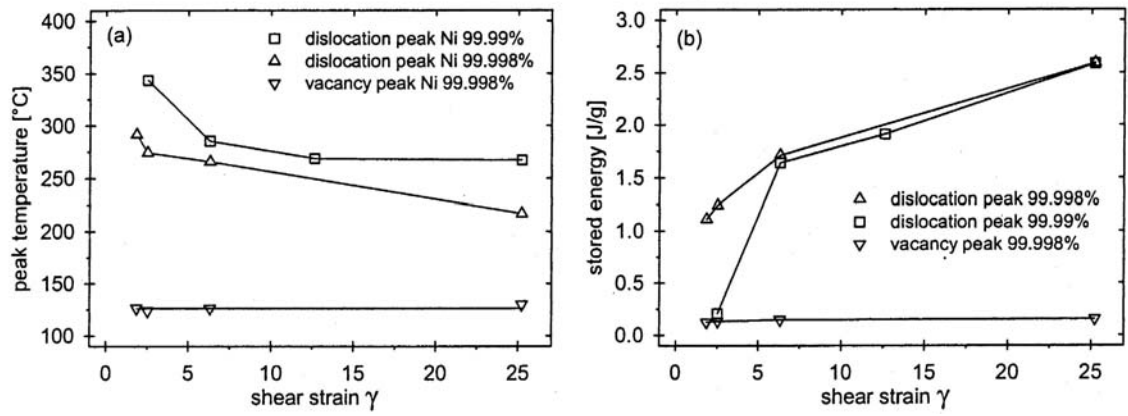 (a)
dislocation peak Ni 99.99%
dislocation peak Ni 99.998%
vacancy peak Ni 99.998%
400
350
300
250
200
150
100
peak temperature [°C]
0 5 10 15 20 25
shear strain γ
(b)
3.0
2.5
2.0
1.5
1.0
0.5
0.0
stored energy [J/g]
dislocation peak 99.998%
dislocation peak 99.99%
vacancy peak 99.998%
0 5 10 15 20 25
shear strain γ